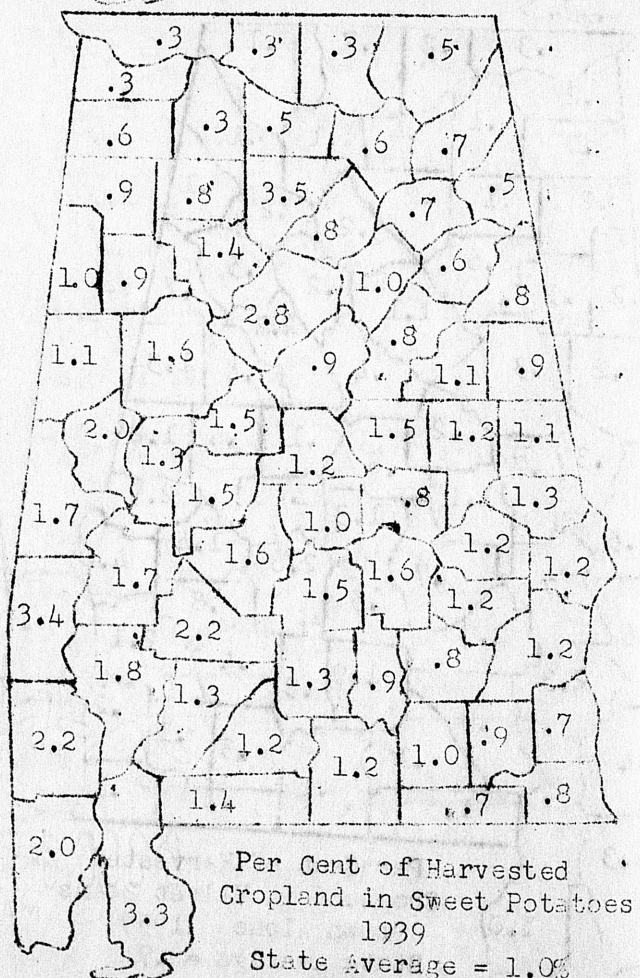 .3 .3 .3 .5
.3
.6 .3 .5 .6 .7
.9 .8 3.5 .8 .7 .5
1.0 .9 1.4 2.8 1.0 .6 .8
1.1 1.6 .9 .8 1.1 .9
2.0 1.3 1.5 1.2 1.5 1.2 1.1
1.7 1.5 1.0 .8 1.3
1.7 1.6 1.5 1.6 1.2 1.2
3.4 2.2 1.2
1.8 1.3 1.3 .9 .8 1.2
2.2 1.2 1.2 1.0 .9 .7
1.4 .7 .8
2.0
3.3
Per Cent of Harvested
Cropland in Sweet Potatoes
1939
State Average = 1.0%